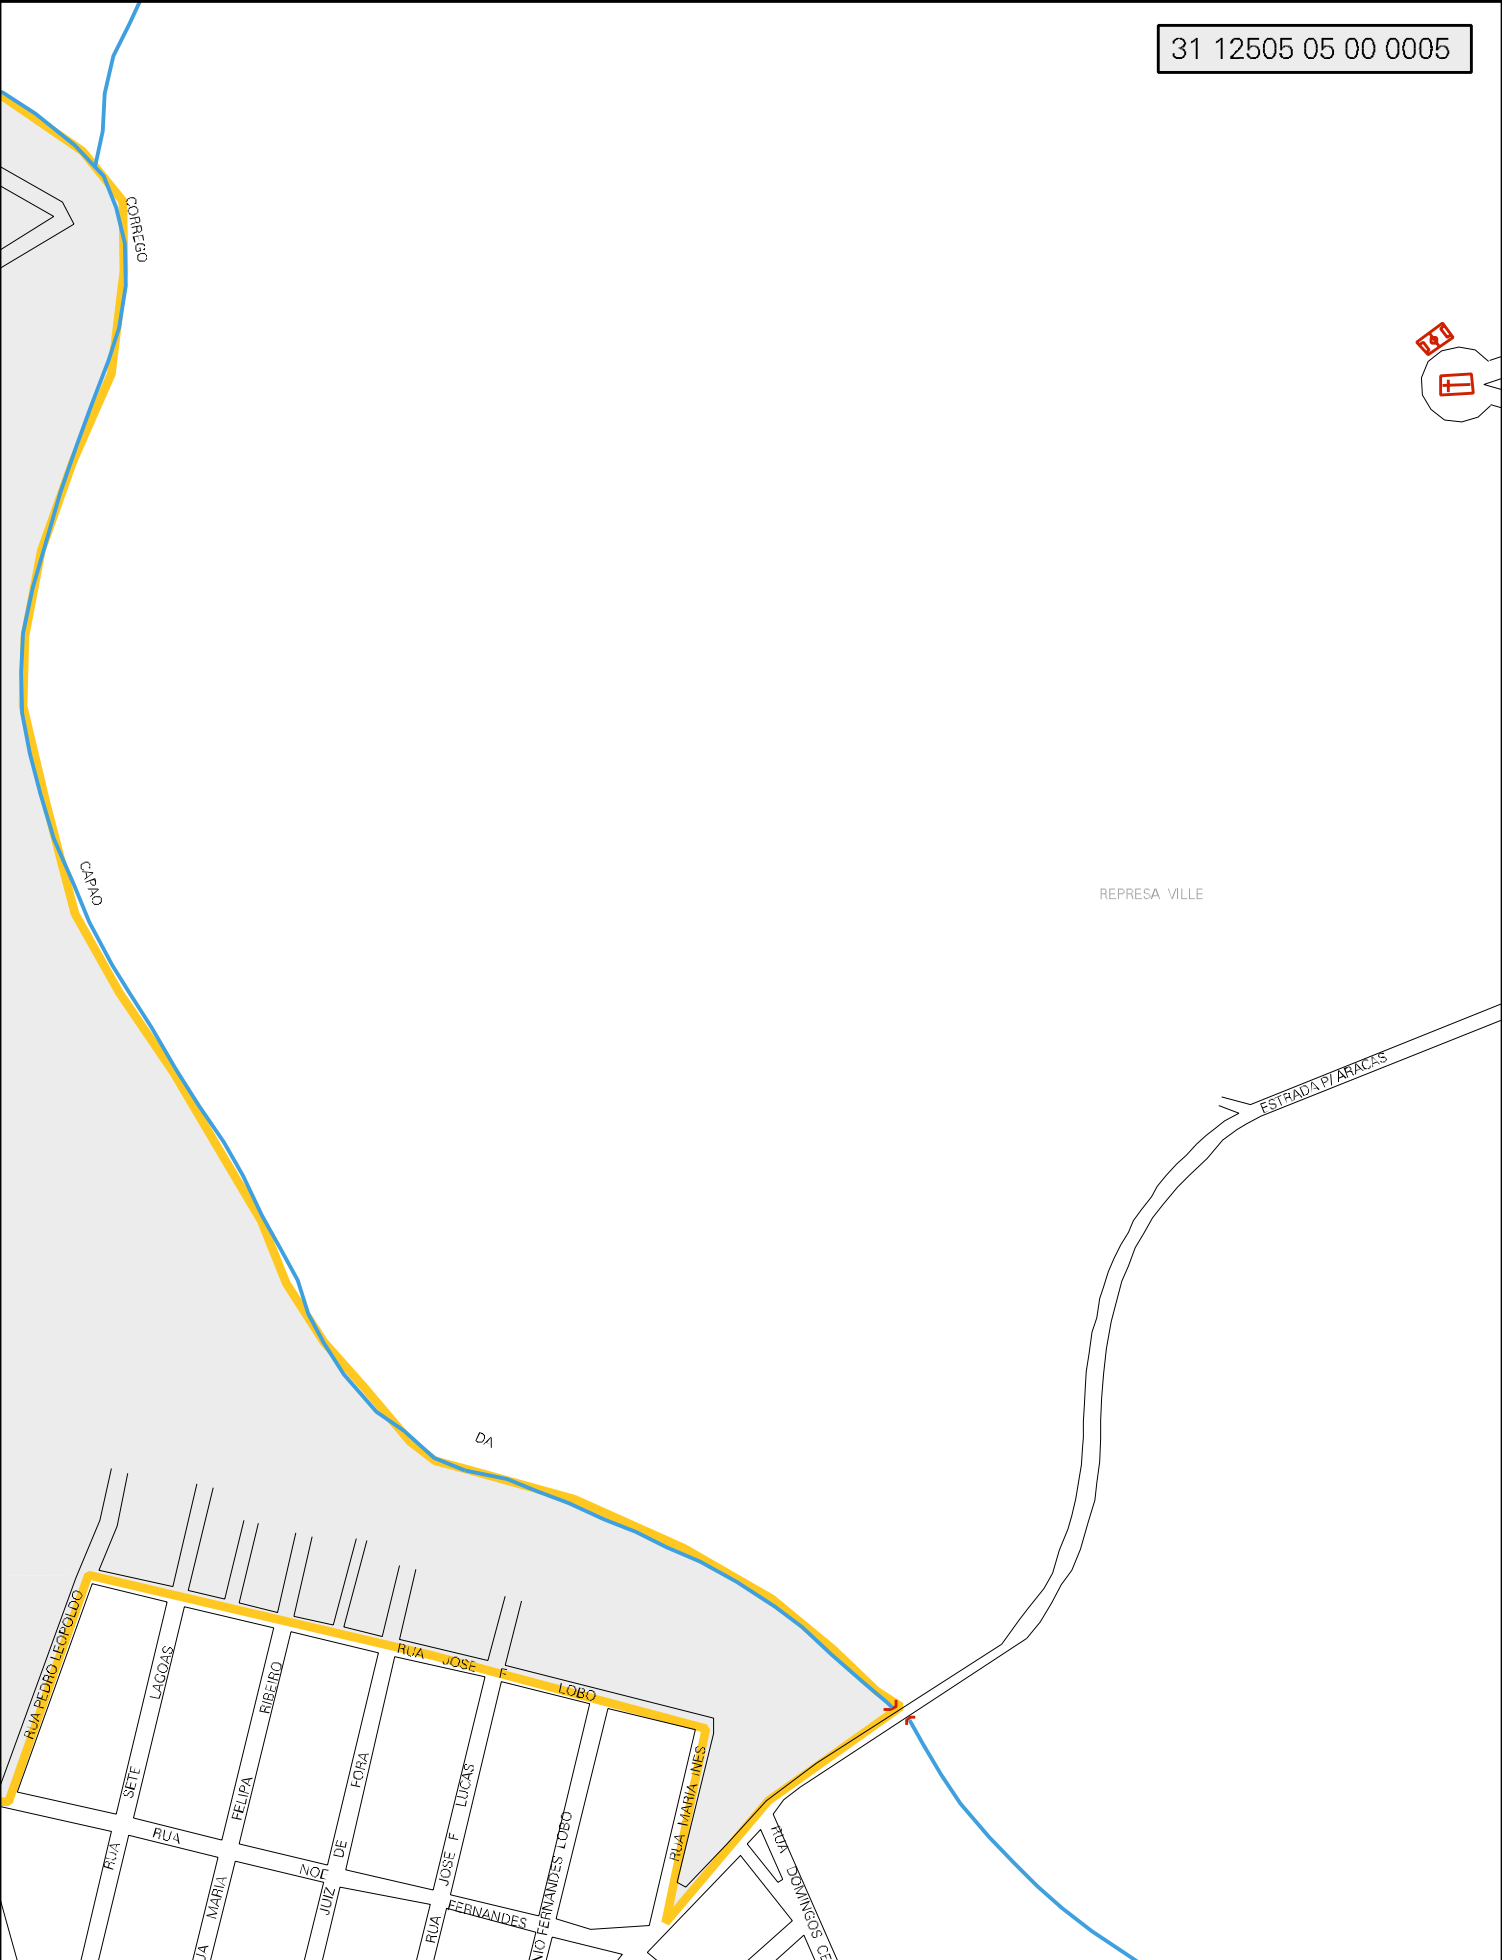 31 12505 05 00 0005
CORREGO
CAPAO
REPRESA VILLE
ESTRADA P/ ARACAS
DA
RUA PEDRO LEOPOLDO
RUA JOSE F LOBO
RUA SETE LAGOAS
MARIA FELIPA RIBEIRO
JUIZ DE FORA
RUA JOSE F LUCAS
FERNANDES LOBO
RUA MARIA INES
RUA NOE FERNANDES
RUA DOMINGOS